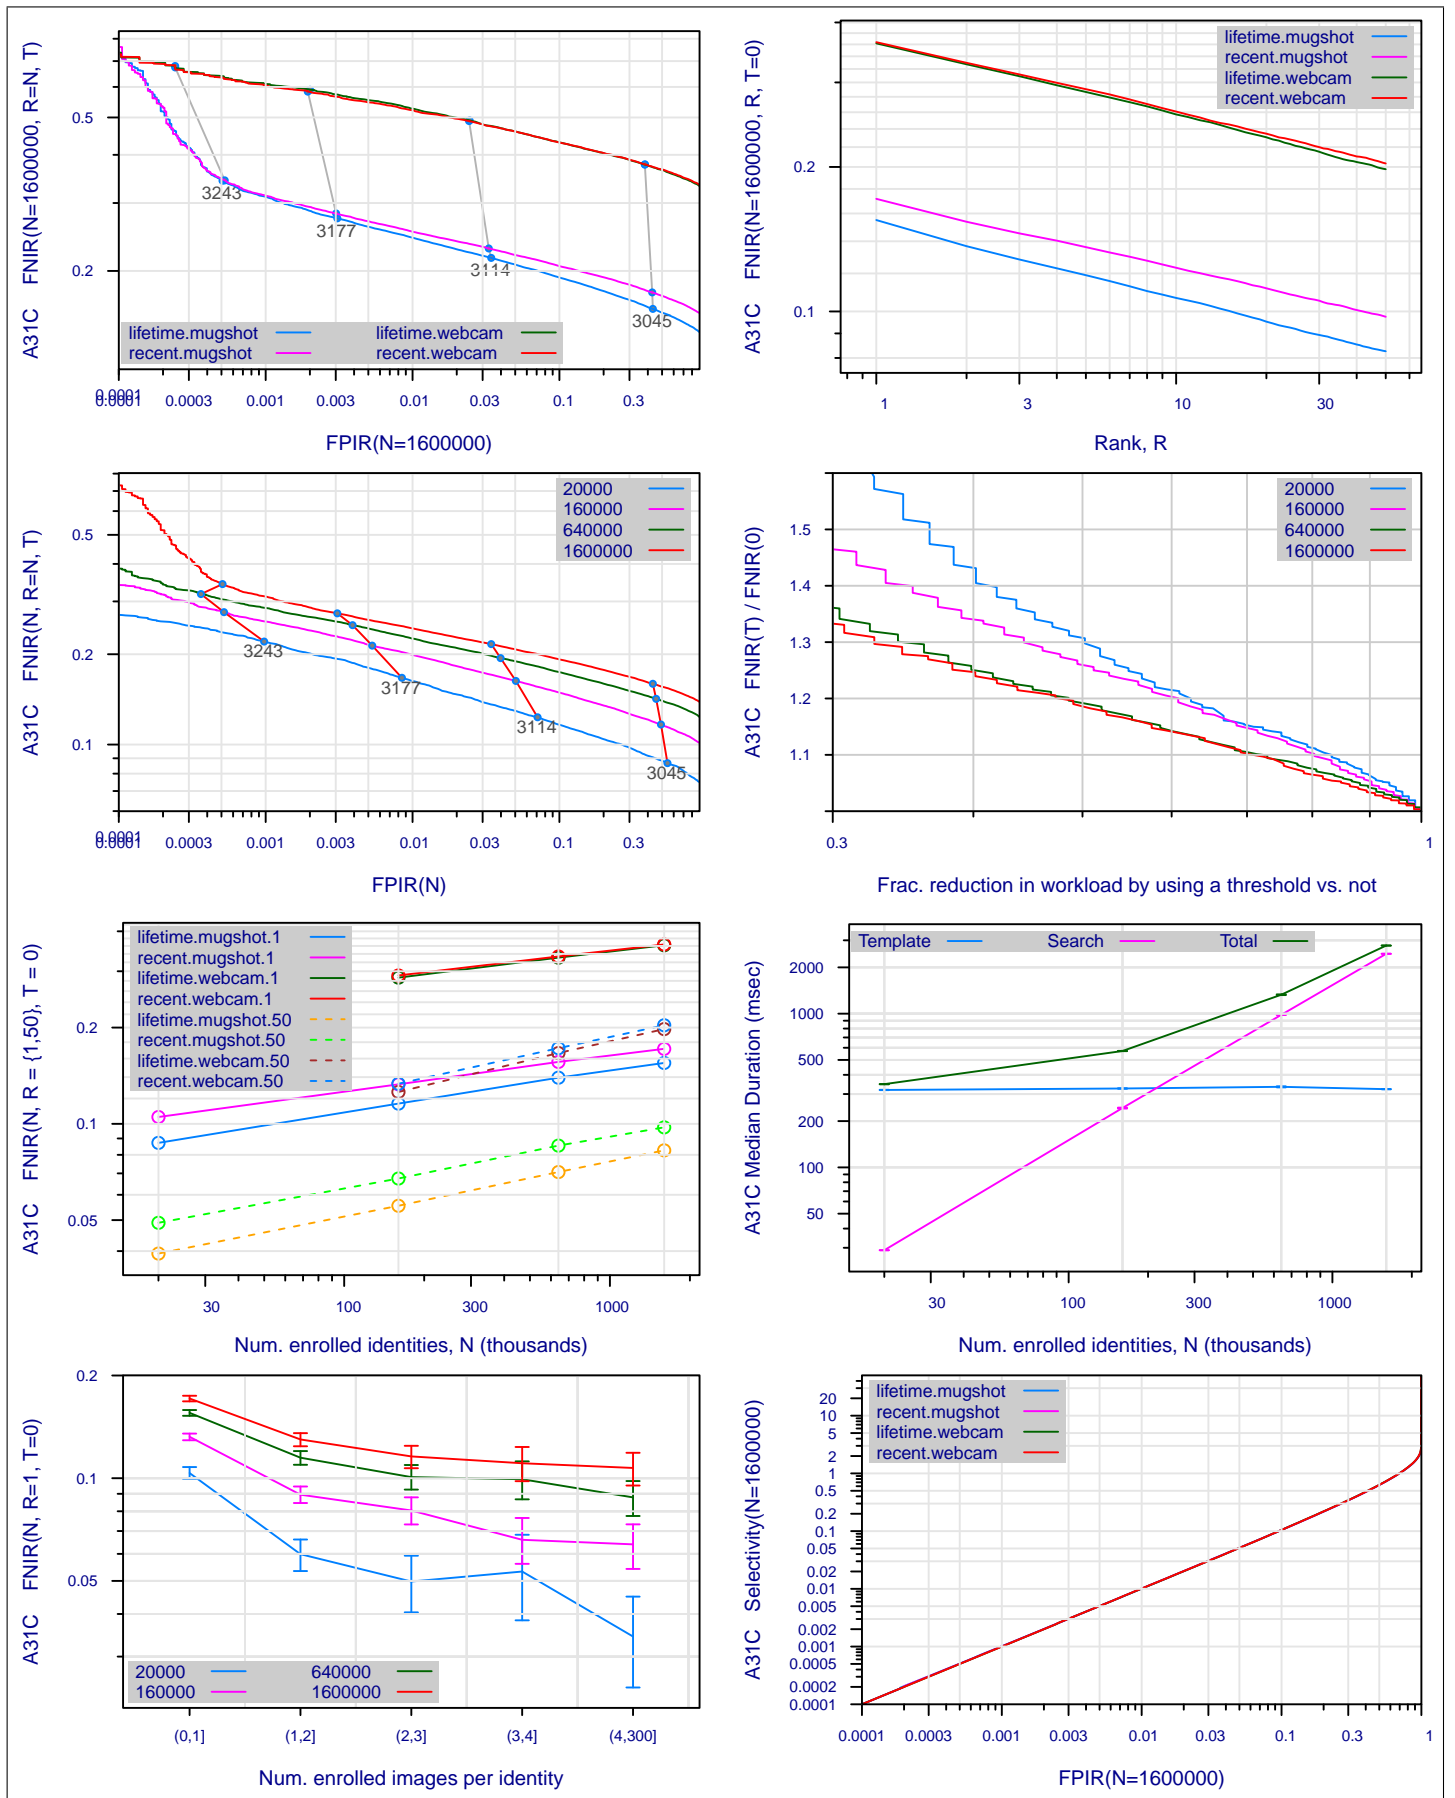 A31C FNIR(N=1600000, R=N, T)
0.5
0.2
3243
3177
3114
3045
lifetime.mugshot
recent.mugshot
lifetime.webcam
recent.webcam
0.0001
0.0001
0.0003
0.001
0.003
0.01
0.03
0.1
0.3
FPIR(N=1600000)
A31C FNIR(N=1600000, R, T=0)
0.2
0.1
lifetime.mugshot
recent.mugshot
lifetime.webcam
recent.webcam
1
3
10
30
Rank, R
A31C FNIR(N, R=N, T)
0.5
0.2
0.1
20000
160000
640000
1600000
3243
3177
3114
3045
0.0001
0.0001
0.0003
0.001
0.003
0.01
0.03
0.1
0.3
FPIR(N)
A31C FNIR(T) / FNIR(0)
1.5
1.4
1.3
1.2
1.1
20000
160000
640000
1600000
0.3
1
Frac. reduction in workload by using a threshold vs. not
A31C FNIR(N, R = {1,50}, T = 0)
0.2
0.1
0.05
lifetime.mugshot.1
recent.mugshot.1
lifetime.webcam.1
recent.webcam.1
lifetime.mugshot.50
recent.mugshot.50
lifetime.webcam.50
recent.webcam.50
30
100
300
1000
Num. enrolled identities, N (thousands)
A31C Median Duration (msec)
2000
1000
500
200
100
50
Template
Search
Total
30
100
300
1000
Num. enrolled identities, N (thousands)
A31C FNIR(N, R=1, T=0)
0.2
0.1
0.05
20000
160000
640000
1600000
(0,1]
(1,2]
(2,3]
(3,4]
(4,300]
Num. enrolled images per identity
A31C Selectivity(N=1600000)
20
10
5
2
1
0.5
0.2
0.1
0.05
0.02
0.01
0.005
0.002
0.001
0.0005
0.0002
0.0001
lifetime.mugshot
recent.mugshot
lifetime.webcam
recent.webcam
0.0001
0.0003
0.001
0.003
0.01
0.03
0.1
0.3
1
FPIR(N=1600000)